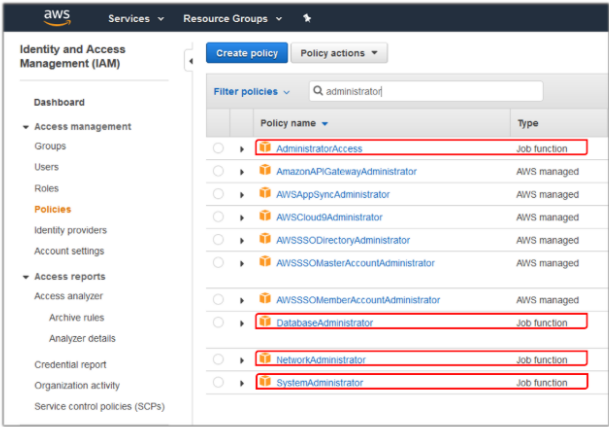 aws Services Resource Groups
Identity and Access
Management (IAM)
Dashboard
Access management
Groups
Users
Roles
Policies
Identity providers
Account settings
Access reports
Access analyzer
Archive rules
Analyzer details
Credential report
Organization activity
Service control policies (SCPs)
Create policy Policy actions
Filter policies administrator
Policy name Type
AdministratorAccess Job function
AmazonAPIGatewayAdministrator AWS managed
AWSAppSyncAdministrator AWS managed
AWSCloud9Administrator AWS managed
AWSSSODirectoryAdministrator AWS managed
AWSSSOMasterAccountAdministrator AWS managed
AWSSSOMemberAccountAdministrator AWS managed
DatabaseAdministrator Job function
NetworkAdministrator Job function
SystemAdministrator Job function